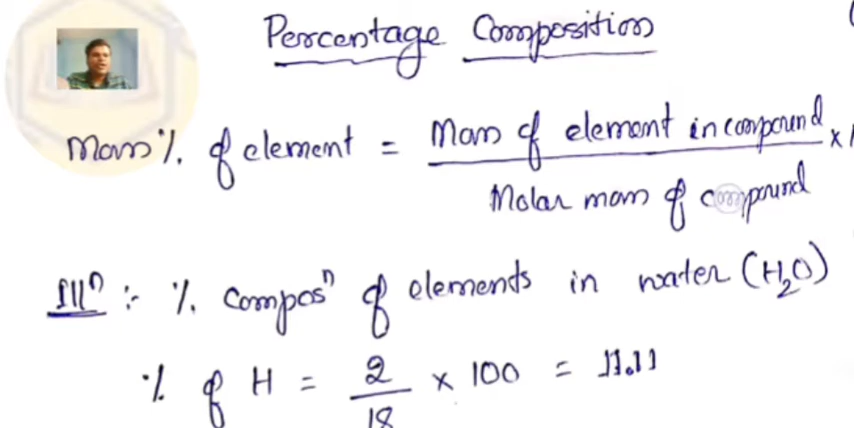 Percentage Composition
Mass % of element = Mass of element in compound / Molar mass of compound × 1
Illⁿ :- % Composⁿ of elements in water (H₂O)
% of H = 2 / 18 × 100 = 11.11